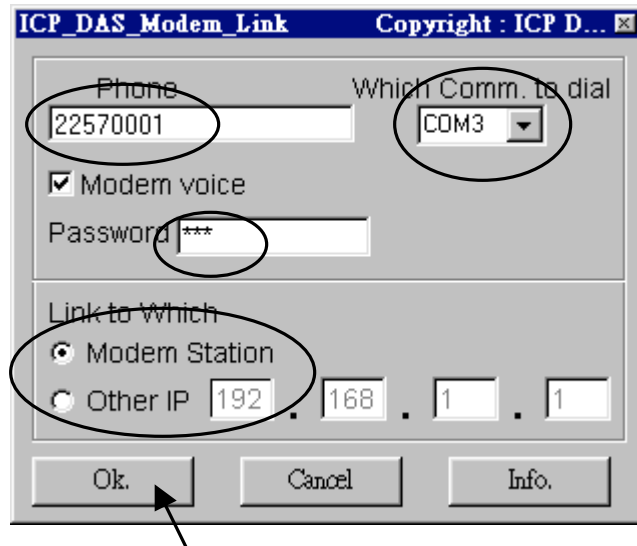 ICP_DAS_Modem_Link Copyright : ICP D...
Phone Which Comm. to dial
22570001 COM3
Modem voice
Password ***
Link to Which
Modem Station
Other IP 192 . 168 . 1 . 1
Ok. Cancel Info.